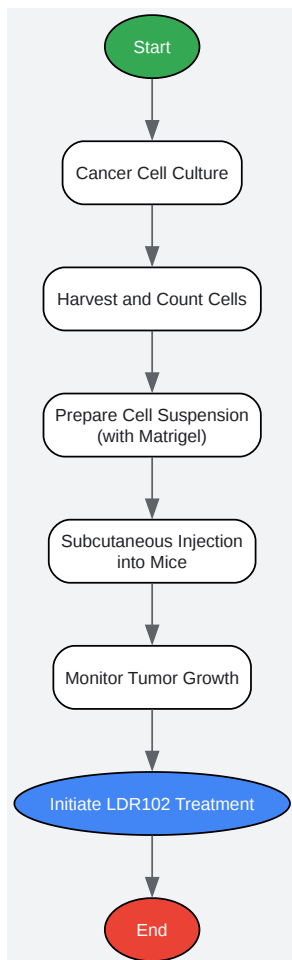 Start
Cancer Cell Culture
Harvest and Count Cells
Prepare Cell Suspension
(with Matrigel)
Subcutaneous Injection
into Mice
Monitor Tumor Growth
Initiate LDR102 Treatment
End